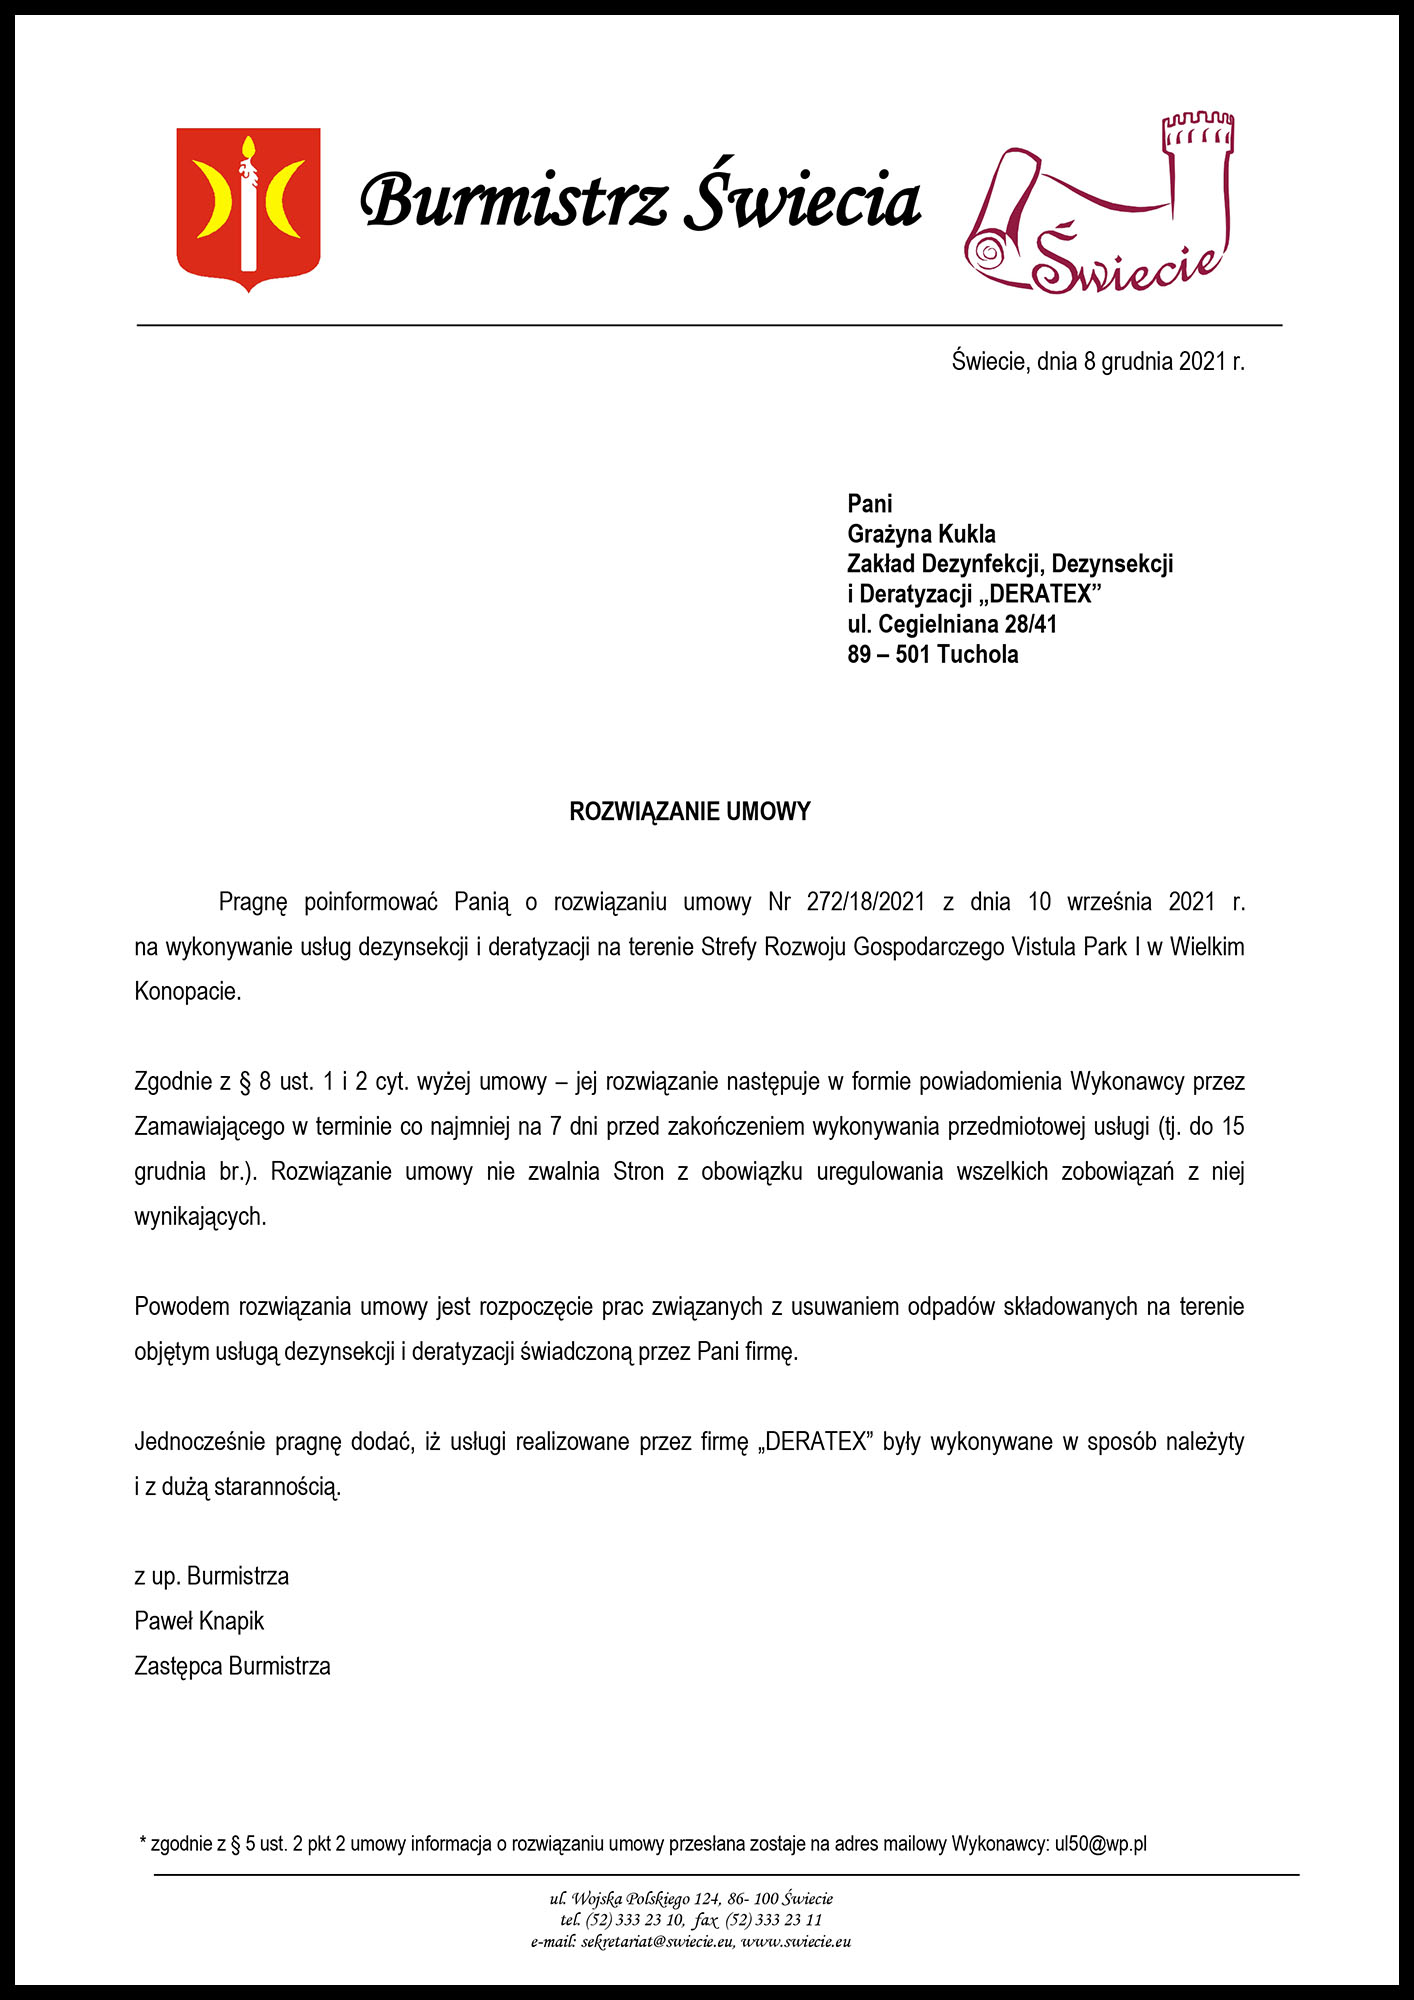 Burmistrz Świecia
Świecie
Świecie, dnia 8 grudnia 2021 r.
Pani
Grażyna Kukla
Zakład Dezynfekcji, Dezynsekcji
i Deratyzacji „DERATEX”
ul. Cegielniana 28/41
89 – 501 Tuchola
ROZWIĄZANIE UMOWY
Pragnę poinformować Panią o rozwiązaniu umowy Nr 272/18/2021 z dnia 10 września 2021 r.
na wykonywanie usług dezynsekcji i deratyzacji na terenie Strefy Rozwoju Gospodarczego Vistula Park I w Wielkim
Konopacie.
Zgodnie z § 8 ust. 1 i 2 cyt. wyżej umowy – jej rozwiązanie następuje w formie powiadomienia Wykonawcy przez
Zamawiającego w terminie co najmniej na 7 dni przed zakończeniem wykonywania przedmiotowej usługi (tj. do 15
grudnia br.). Rozwiązanie umowy nie zwalnia Stron z obowiązku uregulowania wszelkich zobowiązań z niej
wynikających.
Powodem rozwiązania umowy jest rozpoczęcie prac związanych z usuwaniem odpadów składowanych na terenie
objętym usługą dezynsekcji i deratyzacji świadczoną przez Pani firmę.
Jednocześnie pragnę dodać, iż usługi realizowane przez firmę „DERATEX” były wykonywane w sposób należyty
i z dużą starannością.
z up. Burmistrza
Paweł Knapik
Zastępca Burmistrza
* zgodnie z § 5 ust. 2 pkt 2 umowy informacja o rozwiązaniu umowy przesłana zostaje na adres mailowy Wykonawcy: ul50@wp.pl
ul. Wojska Polskiego 124, 86- 100 Świecie
tel. (52) 333 23 10, fax (52) 333 23 11
e-mail: sekretariat@swiecie.eu, www.swiecie.eu